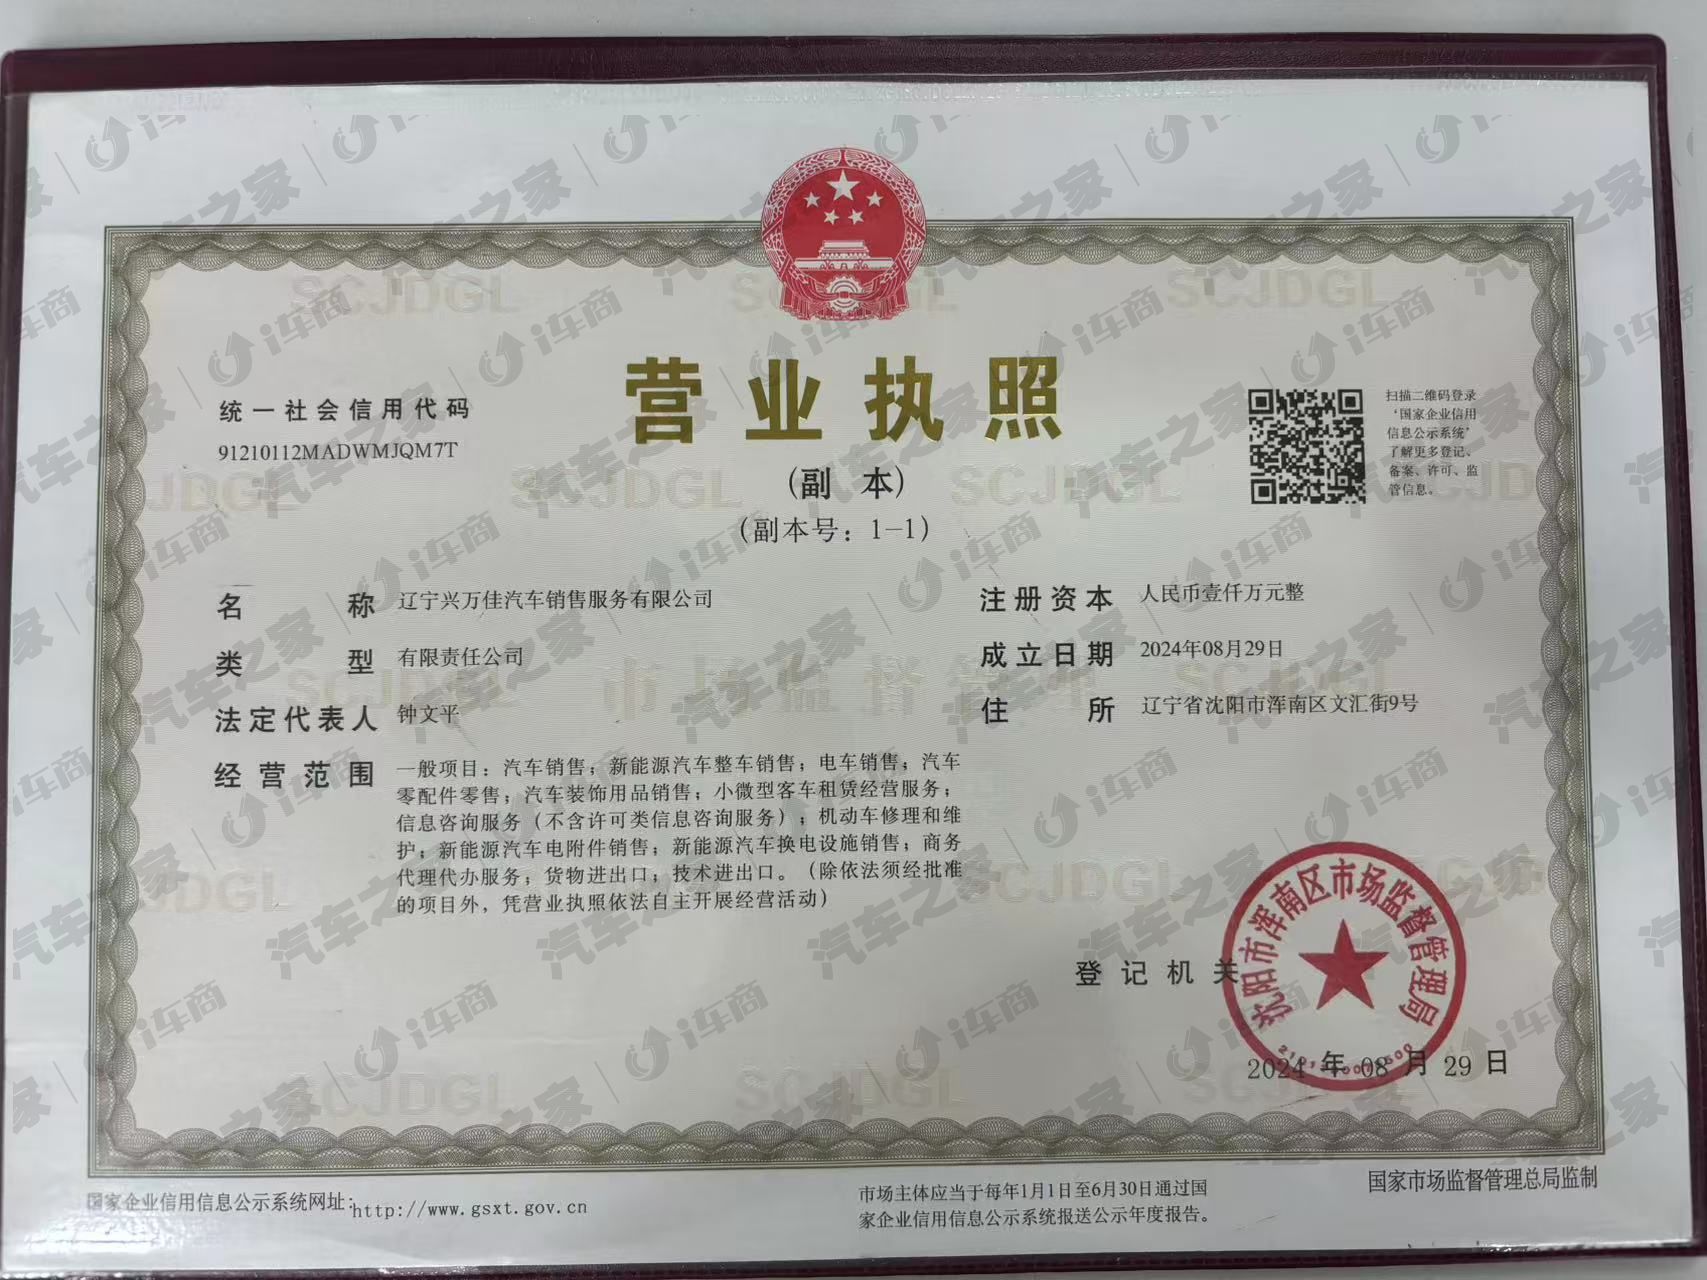 营业执照
(副 本)
(副本号：1-1)
统一社会信用代码
91210112MADWMJQM7T
扫描二维码登录
‘国家企业信用
信息公示系统’
了解更多登记、
备案、许可、监
管信息。
名 称 辽宁兴万佳汽车销售服务有限公司
类 型 有限责任公司
法定代表人 钟文平
经营范围 一般项目：汽车销售；新能源汽车整车销售；电车销售；汽车
零配件零售；汽车装饰用品销售；小微型客车租赁经营服务；
信息咨询服务（不含许可类信息咨询服务）；机动车修理和维
护；新能源汽车电附件销售；新能源汽车换电设施销售；商务
代理代办服务；货物进出口；技术进出口。（除依法须经批准
的项目外，凭营业执照依法自主开展经营活动）
注册资本 人民币壹仟万元整
成立日期 2024年08月29日
住 所 辽宁省沈阳市浑南区文汇街9号
登记机关
沈阳市浑南区市场监督管理局
2024 年 08 月 29 日
国家企业信用信息公示系统网址：http://www.gsxt.gov.cn
市场主体应当于每年1月1日至6月30日通过国
家企业信用信息公示系统报送公示年度报告。
国家市场监督管理总局监制
SCJDGL
市场监督管理
汽车之家 | i车商